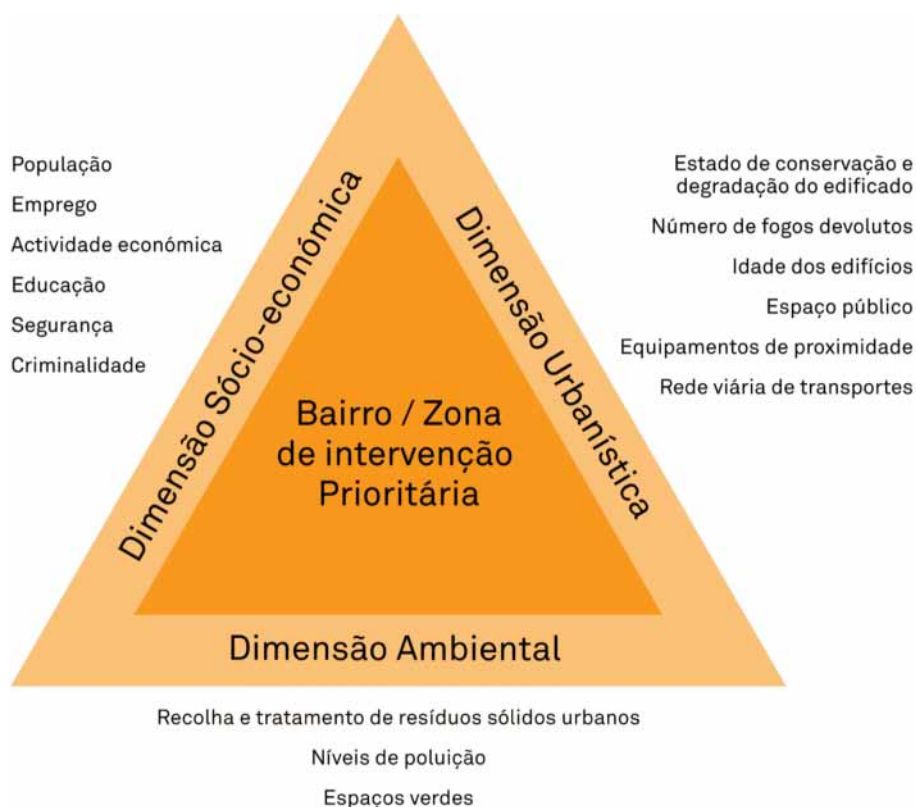 População
Emprego
Actividade económica
Educação
Segurança
Criminalidade
Dimensão Sócio-económica
Bairro / Zona
de intervenção
Prioritária
Dimensão Urbanística
Estado de conservação e
degradação do edificado
Número de fogos devolutos
Idade dos edifícios
Espaço público
Equipamentos de proximidade
Rede viária de transportes
Dimensão Ambiental
Recolha e tratamento de resíduos sólidos urbanos
Níveis de poluição
Espaços verdes